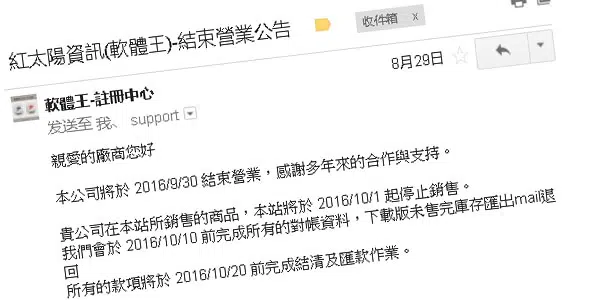 紅太陽資訊(軟體王)-結束營業公告
收件箱 x
8月29日
軟體王-註冊中心
发送至 我、 support
親愛的廠商您好
本公司將於 2016/9/30 結束營業，感謝多年來的合作與支持。
貴公司在本站所銷售的商品，本站將於 2016/10/1 起停止銷售。
我們會於 2016/10/10 前完成所有的對帳資料，下載版未售完庫存匯出mail退
回
所有的款項將於 2016/10/20 前完成結清及匯款作業。